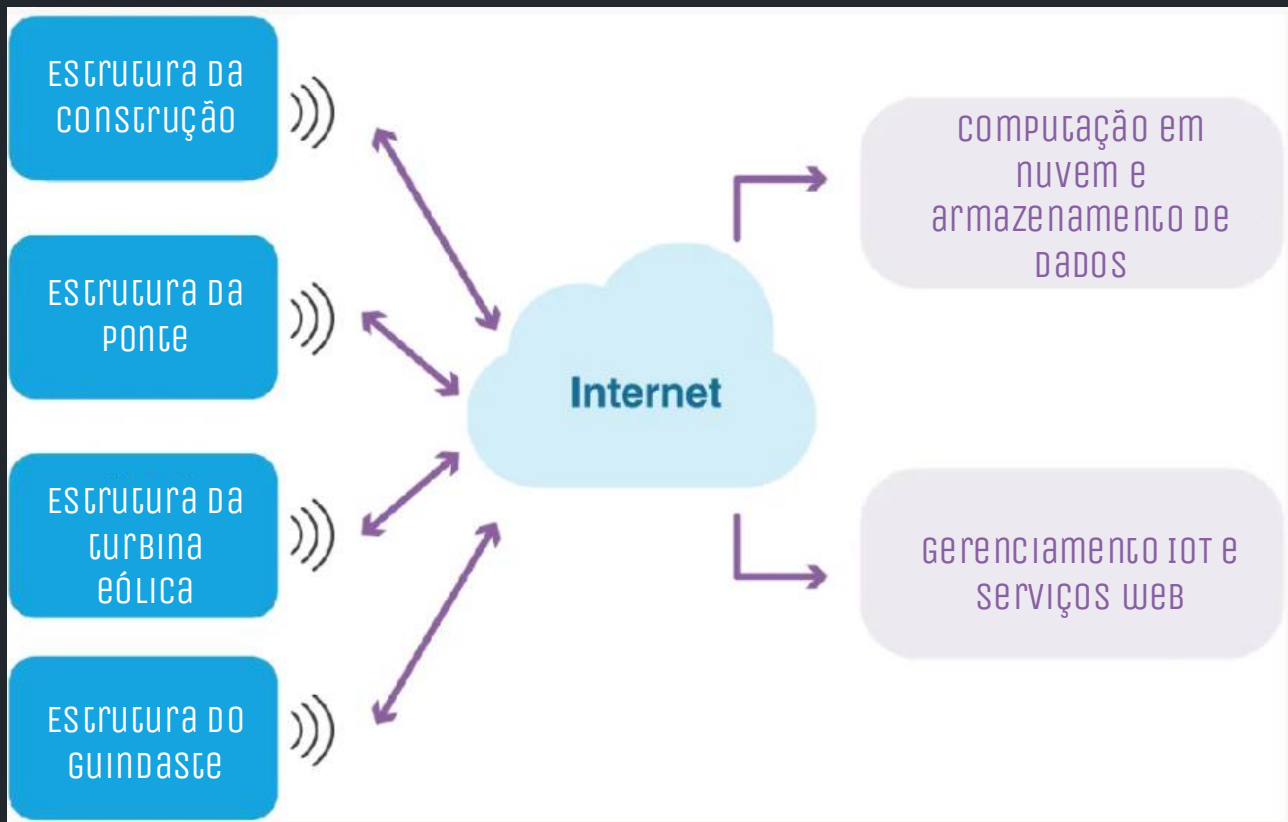 Estrutura da
construção
Estrutura da
ponte
Estrutura da
turbina
eólica
Estrutura do
guindaste
Internet
computação em
nuvem e
armazenamento de
dados
gerenciamento IOT e
serviços web